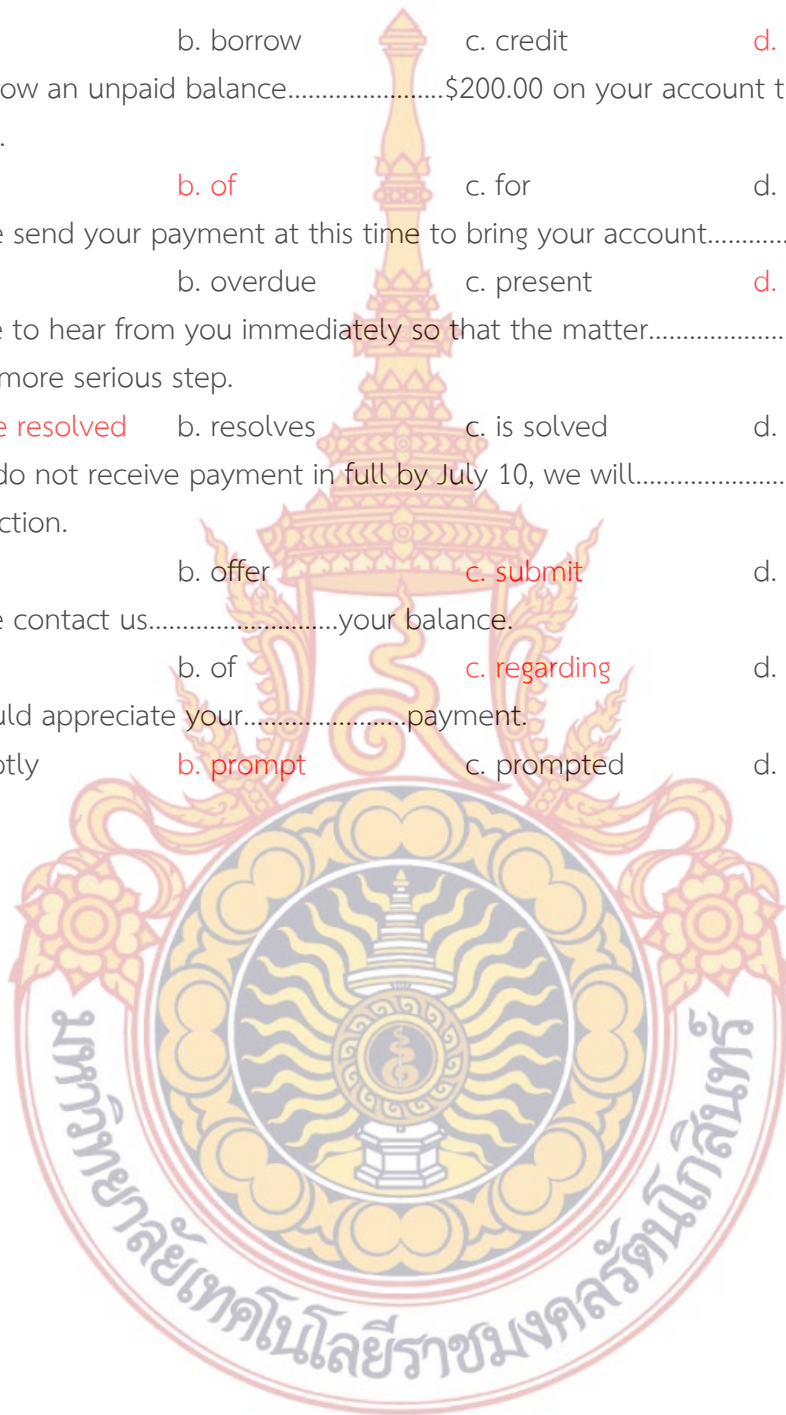 b. borrow c. credit d.
ow an unpaid balance.......................$200.00 on your account t
.
b. of c. for d.
e send your payment at this time to bring your account............
b. overdue c. present d.
e to hear from you immediately so that the matter....................
more serious step.
e resolved b. resolves c. is solved d.
do not receive payment in full by July 10, we will......................
ction.
b. offer c. submit d.
e contact us............................your balance.
b. of c. regarding d.
uld appreciate your........................payment.
ptly b. prompt c. prompted d.
มหาวิทยาลัยเทคโนโลยีราชมงคลรัตนโกสินทร์